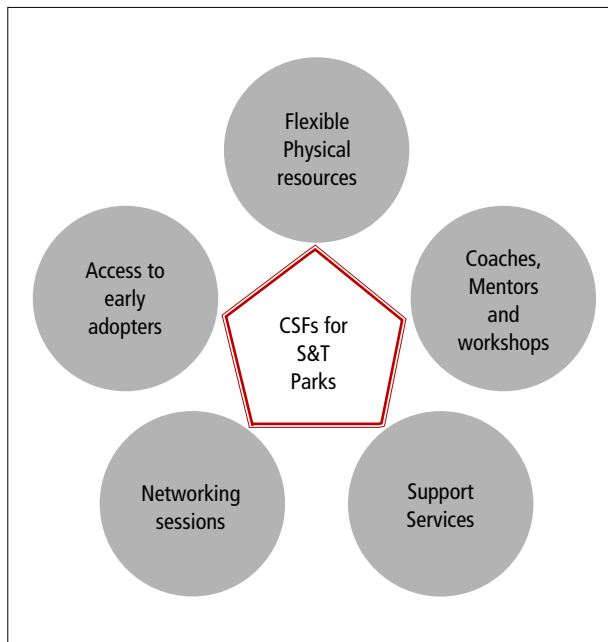 Flexible
Physical
resources
Access to
early
adopters
Coaches,
Mentors
and
workshops
CSFs for
S&T
Parks
Networking
sessions
Support
Services